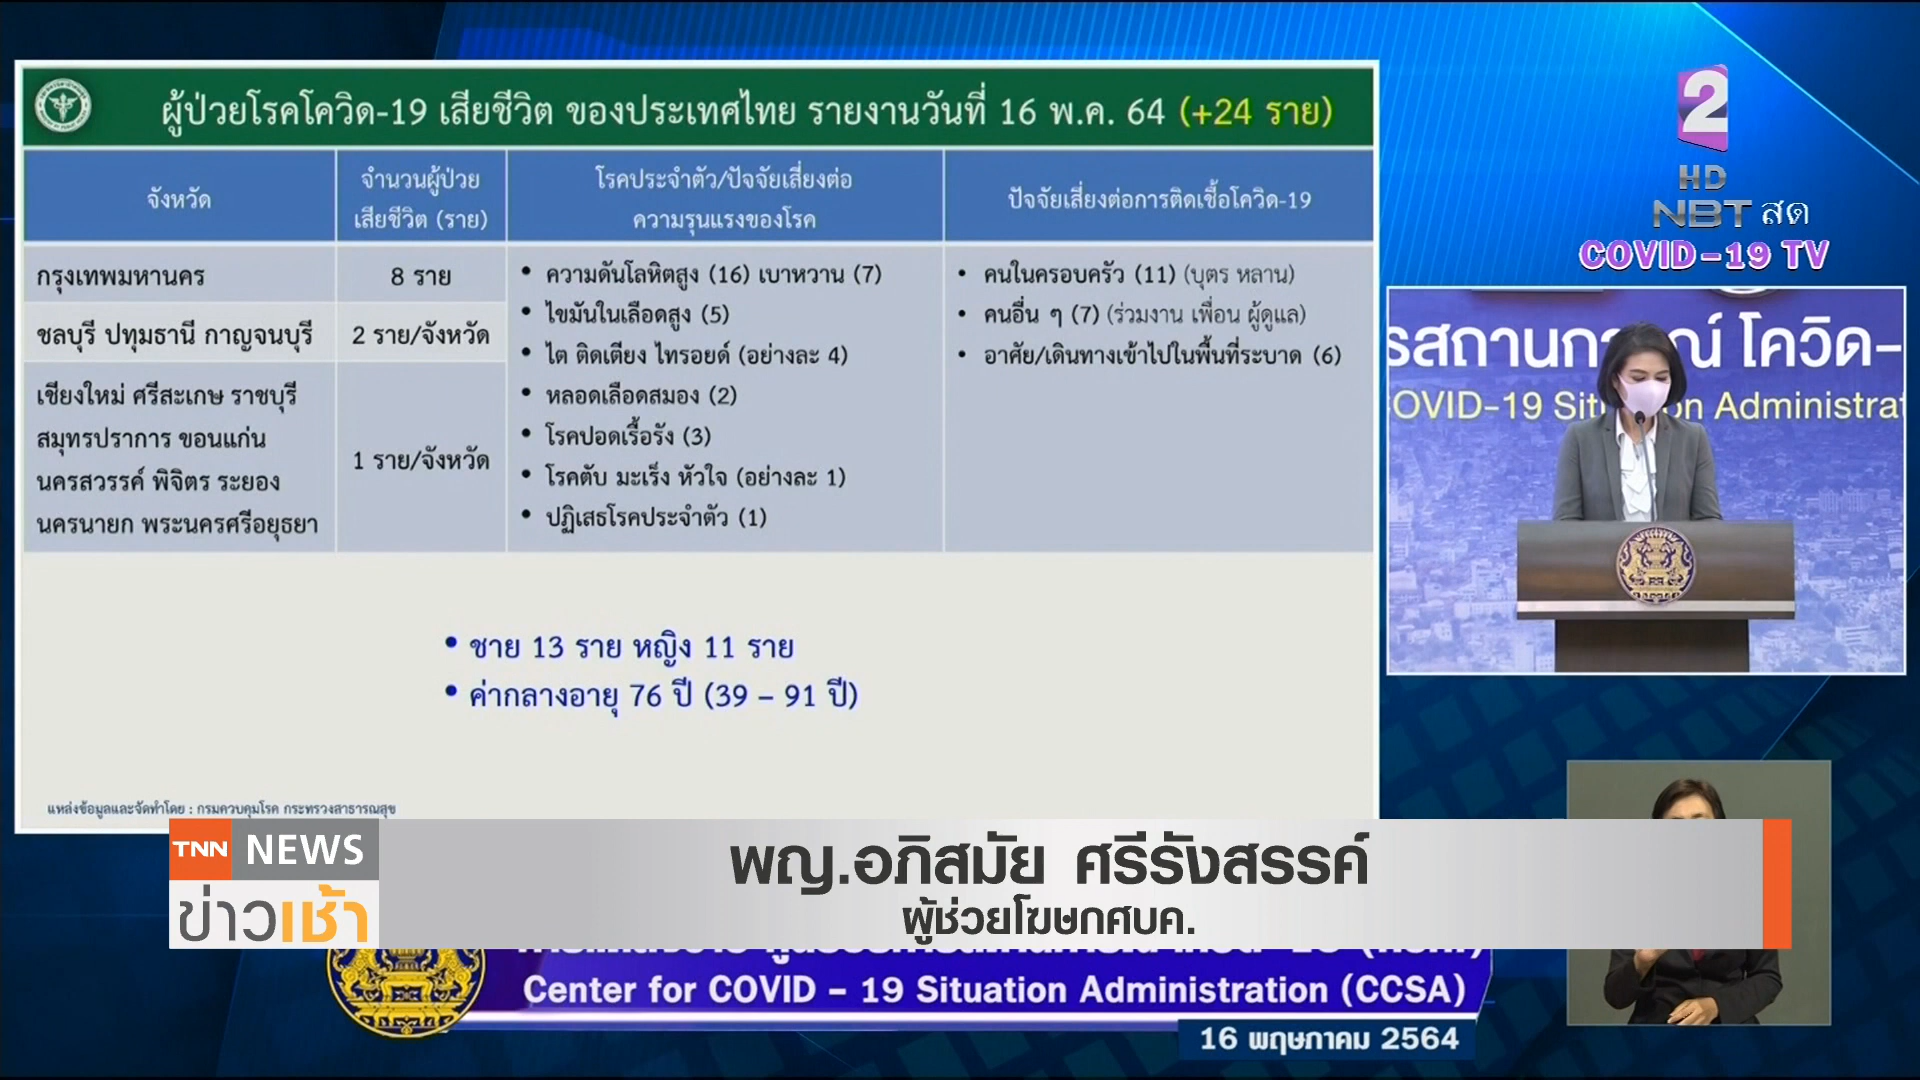 ผู้ป่วยโรคโควิด-19 เสียชีวิต ของประเทศไทย รายงานวันที่ 16 พ.ค. 64 (+24 ราย)
จังหวัด
จำนวนผู้ป่วย
เสียชีวิต (ราย)
โรคประจำตัว/ปัจจัยเสี่ยงต่อ
ความรุนแรงของโรค
ปัจจัยเสี่ยงต่อการติดเชื้อโควิด-19
กรุงเทพมหานคร
8 ราย
ชลบุรี ปทุมธานี กาญจนบุรี
2 ราย/จังหวัด
เชียงใหม่ ศรีสะเกษ ราชบุรี
สมุทรปราการ ขอนแก่น
นครสวรรค์ พิจิตร ระยอง
นครนายก พระนครศรีอยุธยา
1 ราย/จังหวัด
• ความดันโลหิตสูง (16) เบาหวาน (7)
• ไขมันในเลือดสูง (5)
• ไต ติดเตียง ไทรอยด์ (อย่างละ 4)
• หลอดเลือดสมอง (2)
• โรคปอดเรื้อรัง (3)
• โรคตับ มะเร็ง หัวใจ (อย่างละ 1)
• ปฏิเสธโรคประจำตัว (1)
• คนในครอบครัว (11) (บุตร หลาน)
• คนอื่น ๆ (7) (ร่วมงาน เพื่อน ผู้ดูแล)
• อาศัย/เดินทางเข้าไปในพื้นที่ระบาด (6)
• ชาย 13 ราย หญิง 11 ราย
• ค่ากลางอายุ 76 ปี (39 – 91 ปี)
แหล่งข้อมูลและจัดทำโดย : กรมควบคุมโรค กระทรวงสาธารณสุข
2
HD
NBT สด
COVID-19 TV
โควิด-
OVID-19 Administra
TNN NEWS
ข่าวเช้า
พญ.อภิสมัย ศรีรังสรรค์
ผู้ช่วยโฆษกศบค.
Center for COVID – 19 Situation Administration (CCSA)
16 พฤษภาคม 2564